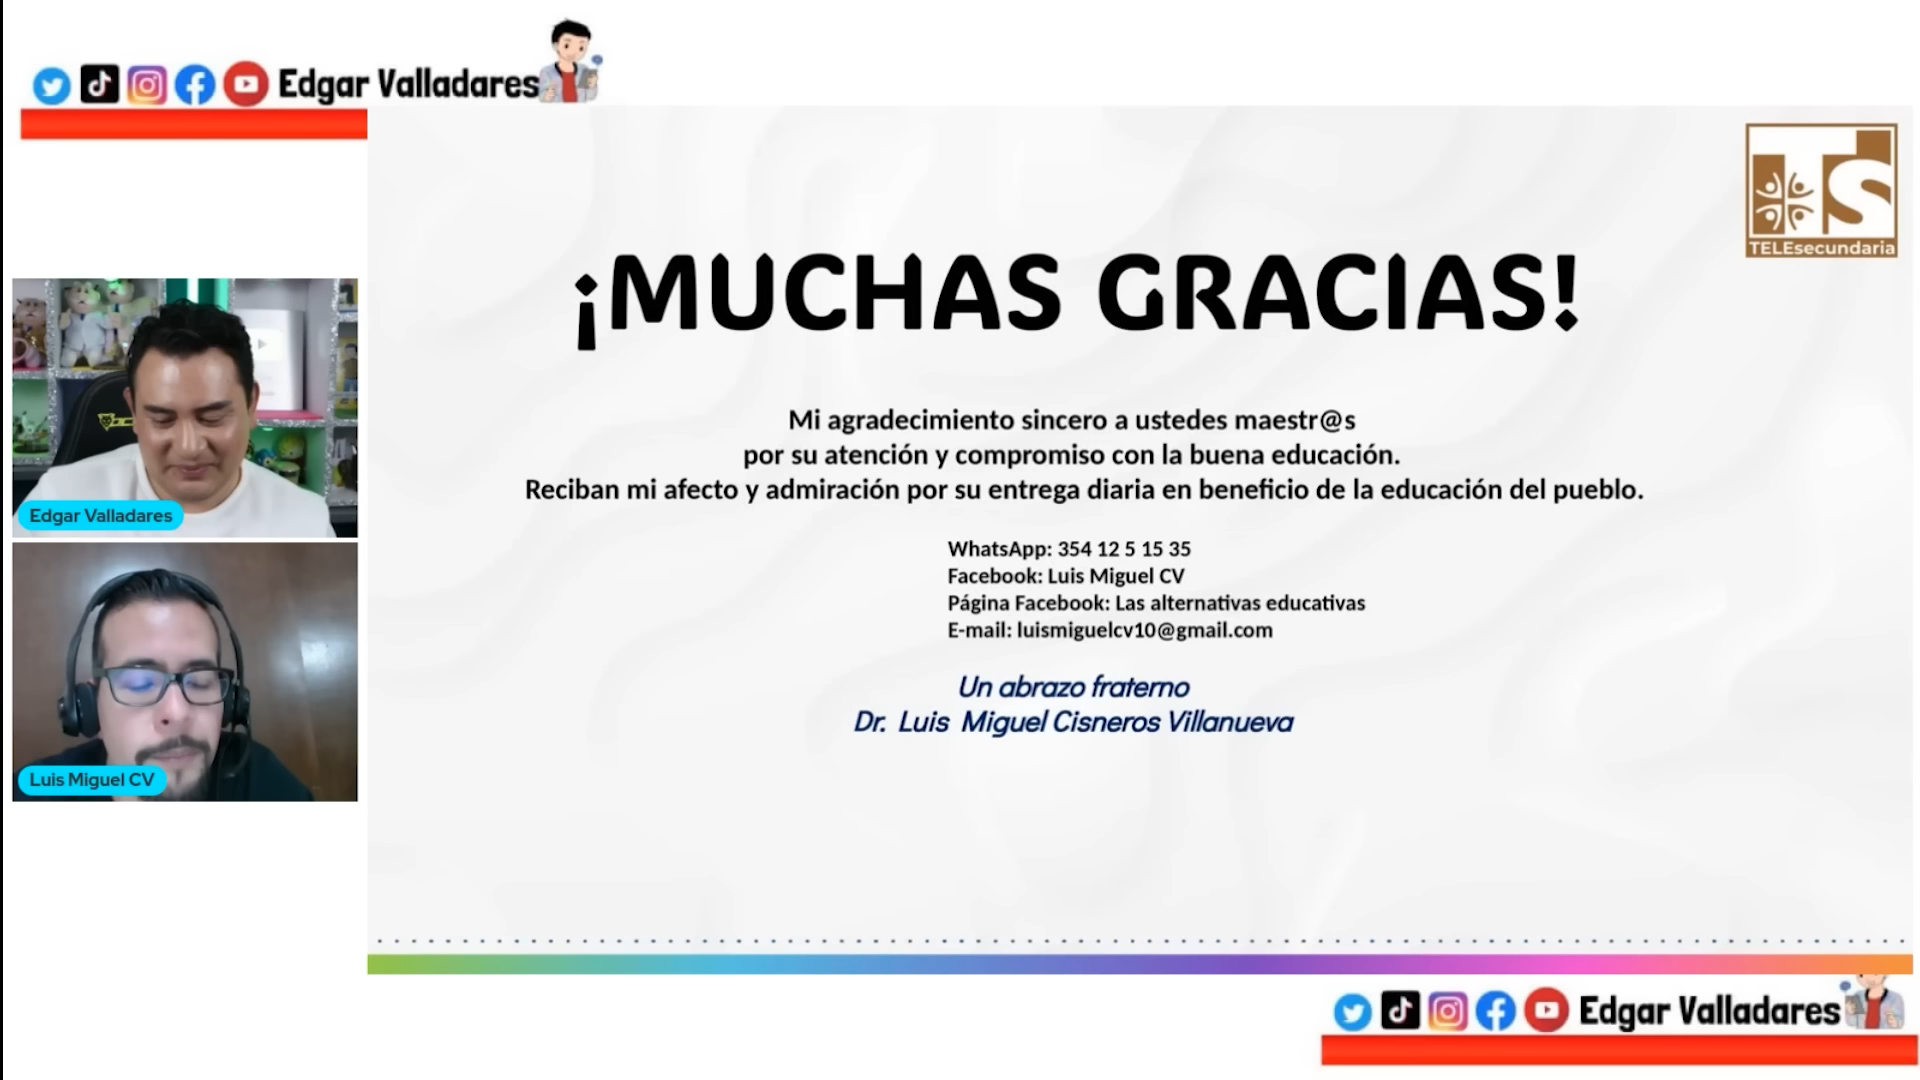 Edgar Valladares
TS
TELEsecundaria
¡MUCHAS GRACIAS!
Mi agradecimiento sincero a ustedes maestr@s
por su atención y compromiso con la buena educación.
Reciban mi afecto y admiración por su entrega diaria en beneficio de la educación del pueblo.
Edgar Valladares
WhatsApp: 354 12 5 15 35
Facebook: Luis Miguel CV
Página Facebook: Las alternativas educativas
E-mail: luismiguelcv10@gmail.com
Un abrazo fraterno
Dr. Luis Miguel Cisneros Villanueva
Luis Miguel CV
Edgar Valladares